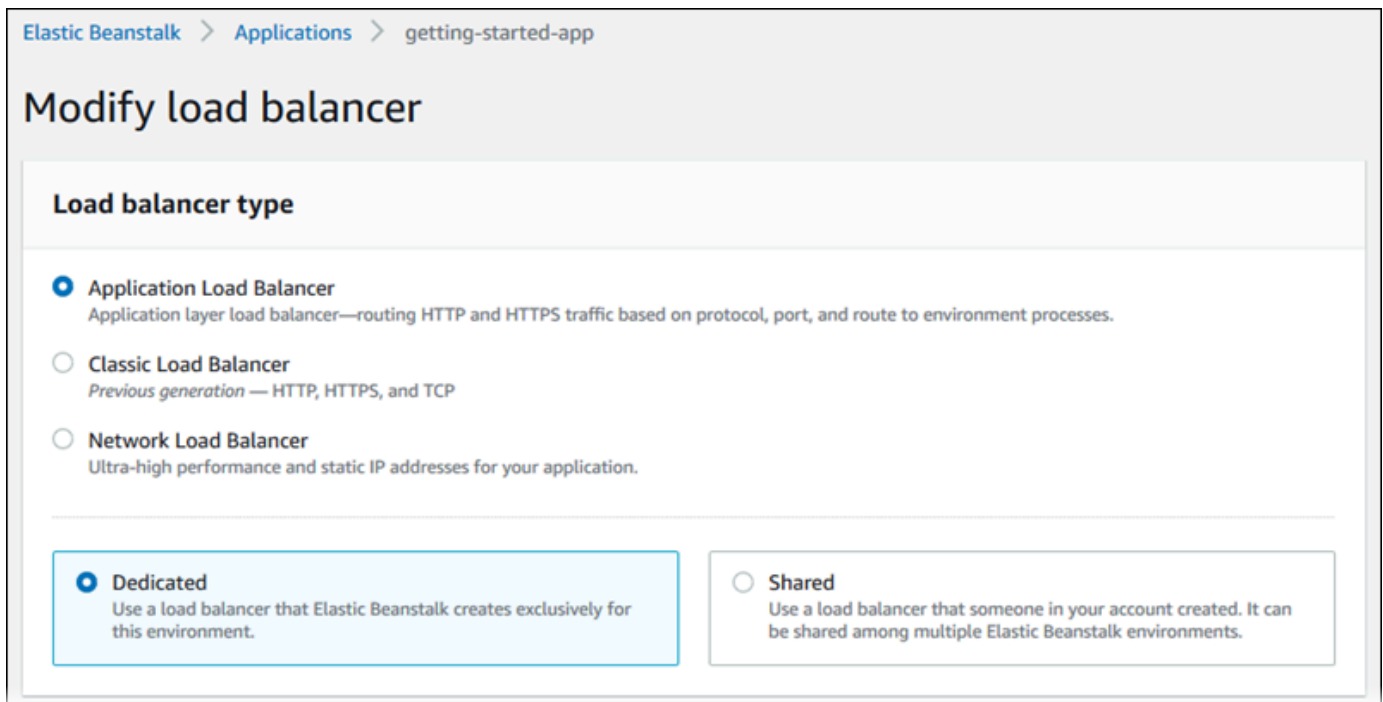 Elastic Beanstalk > Applications > getting-started-app
Modify load balancer
Load balancer type
Application Load Balancer
Application layer load balancer—routing HTTP and HTTPS traffic based on protocol, port, and route to environment processes.
Classic Load Balancer
Previous generation — HTTP, HTTPS, and TCP
Network Load Balancer
Ultra-high performance and static IP addresses for your application.
Dedicated
Use a load balancer that Elastic Beanstalk creates exclusively for
this environment.
Shared
Use a load balancer that someone in your account created. It can
be shared among multiple Elastic Beanstalk environments.